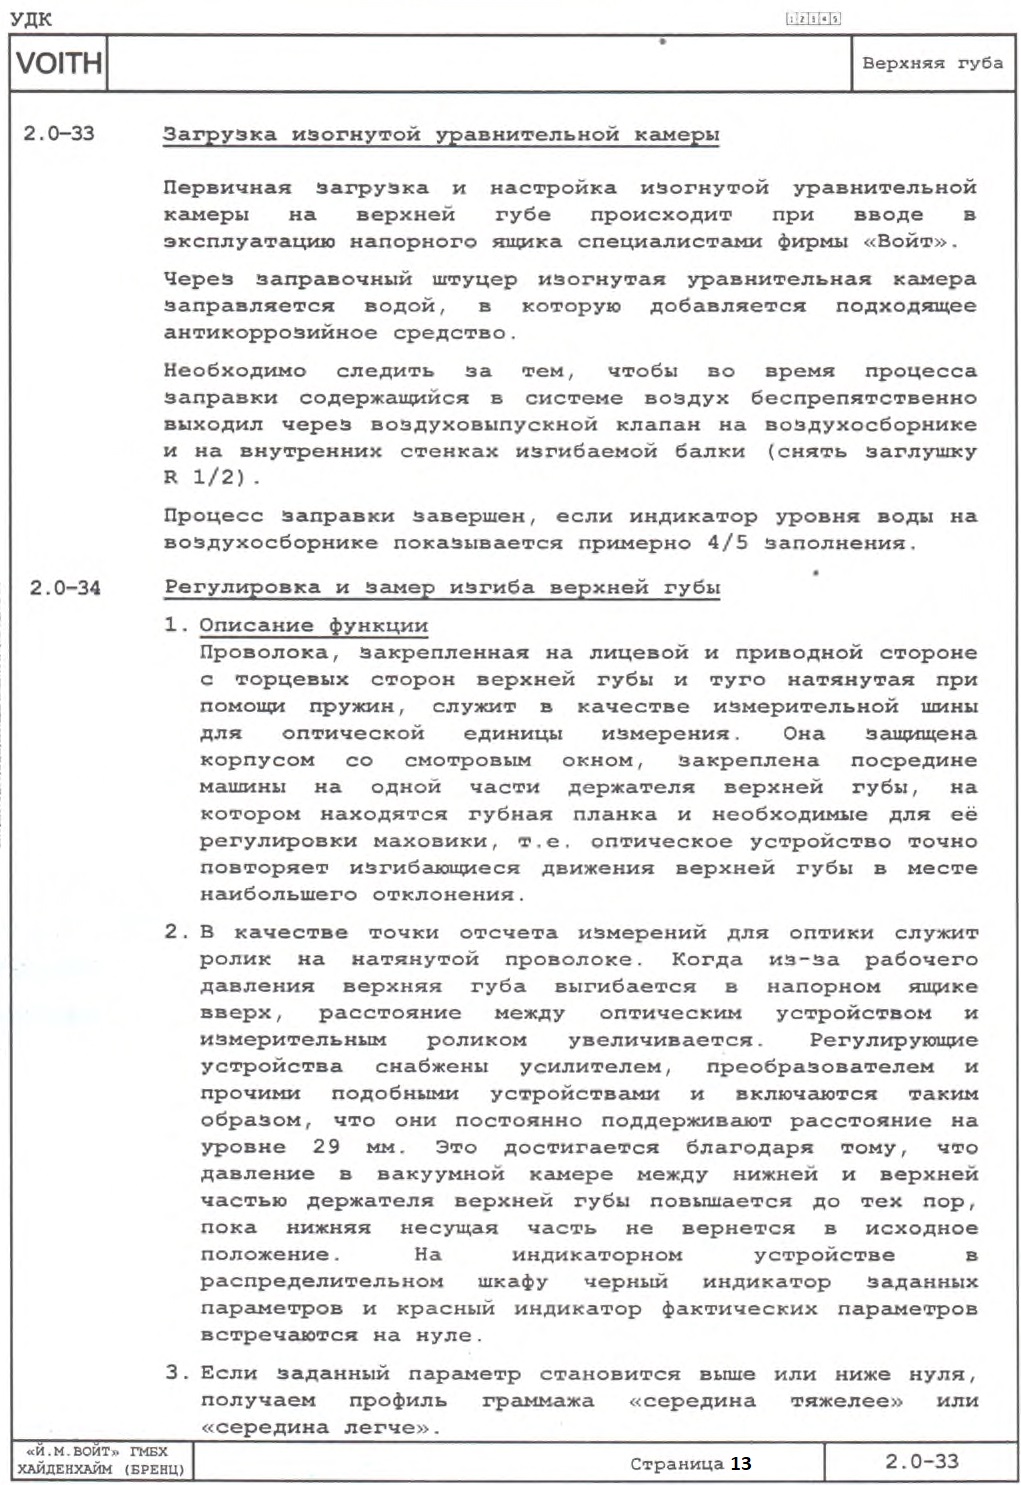 УДК
1 2 3 4 5
VOITH
Верхняя губа
2.0-33 Загрузка изогнутой уравнительной камеры
Первичная загрузка и настройка изогнутой уравнительной
камеры на верхней губе происходит при вводе в
эксплуатацию напорного ящика специалистами фирмы «Войт».
Через заправочный штуцер изогнутая уравнительная камера
заправляется водой, в которую добавляется подходящее
антикоррозийное средство.
Необходимо следить за тем, чтобы во время процесса
заправки содержащийся в системе воздух беспрепятственно
выходил через воздуховыпускной клапан на воздухосборнике
и на внутренних стенках изгибаемой балки (снять заглушку
R 1/2).
Процесс заправки завершен, если индикатор уровня воды на
воздухосборнике показывается примерно 4/5 заполнения.
2.0-34 Регулировка и замер изгиба верхней губы
1. Описание функции
Проволока, закрепленная на лицевой и приводной стороне
с торцевых сторон верхней губы и туго натянутая при
помощи пружин, служит в качестве измерительной шины
для оптической единицы измерения. Она защищена
корпусом со смотровым окном, закреплена посредине
машины на одной части держателя верхней губы, на
котором находятся губная планка и необходимые для её
регулировки маховики, т.е. оптическое устройство точно
повторяет изгибающиеся движения верхней губы в месте
наибольшего отклонения.
2. В качестве точки отсчета измерений для оптики служит
ролик на натянутой проволоке. Когда из-за рабочего
давления верхняя губа выгибается в напорном ящике
вверх, расстояние между оптическим устройством и
измерительным роликом увеличивается. Регулирующие
устройства снабжены усилителем, преобразователем и
прочими подобными устройствами и включаются таким
образом, что они постоянно поддерживают расстояние на
уровне 29 мм. Это достигается благодаря тому, что
давление в вакуумной камере между нижней и верхней
частью держателя верхней губы повышается до тех пор,
пока нижняя несущая часть не вернется в исходное
положение. На индикаторном устройстве в
распределительном шкафу черный индикатор заданных
параметров и красный индикатор фактических параметров
встречаются на нуле.
3. Если заданный параметр становится выше или ниже нуля,
получаем профиль граммажа «середина тяжелее» или
«середина легче».
«Й.М.ВОЙТ» ГМБХ
ХАЙДЕНХАЙМ (БРЕНЦ)
Страница 13
2.0-33